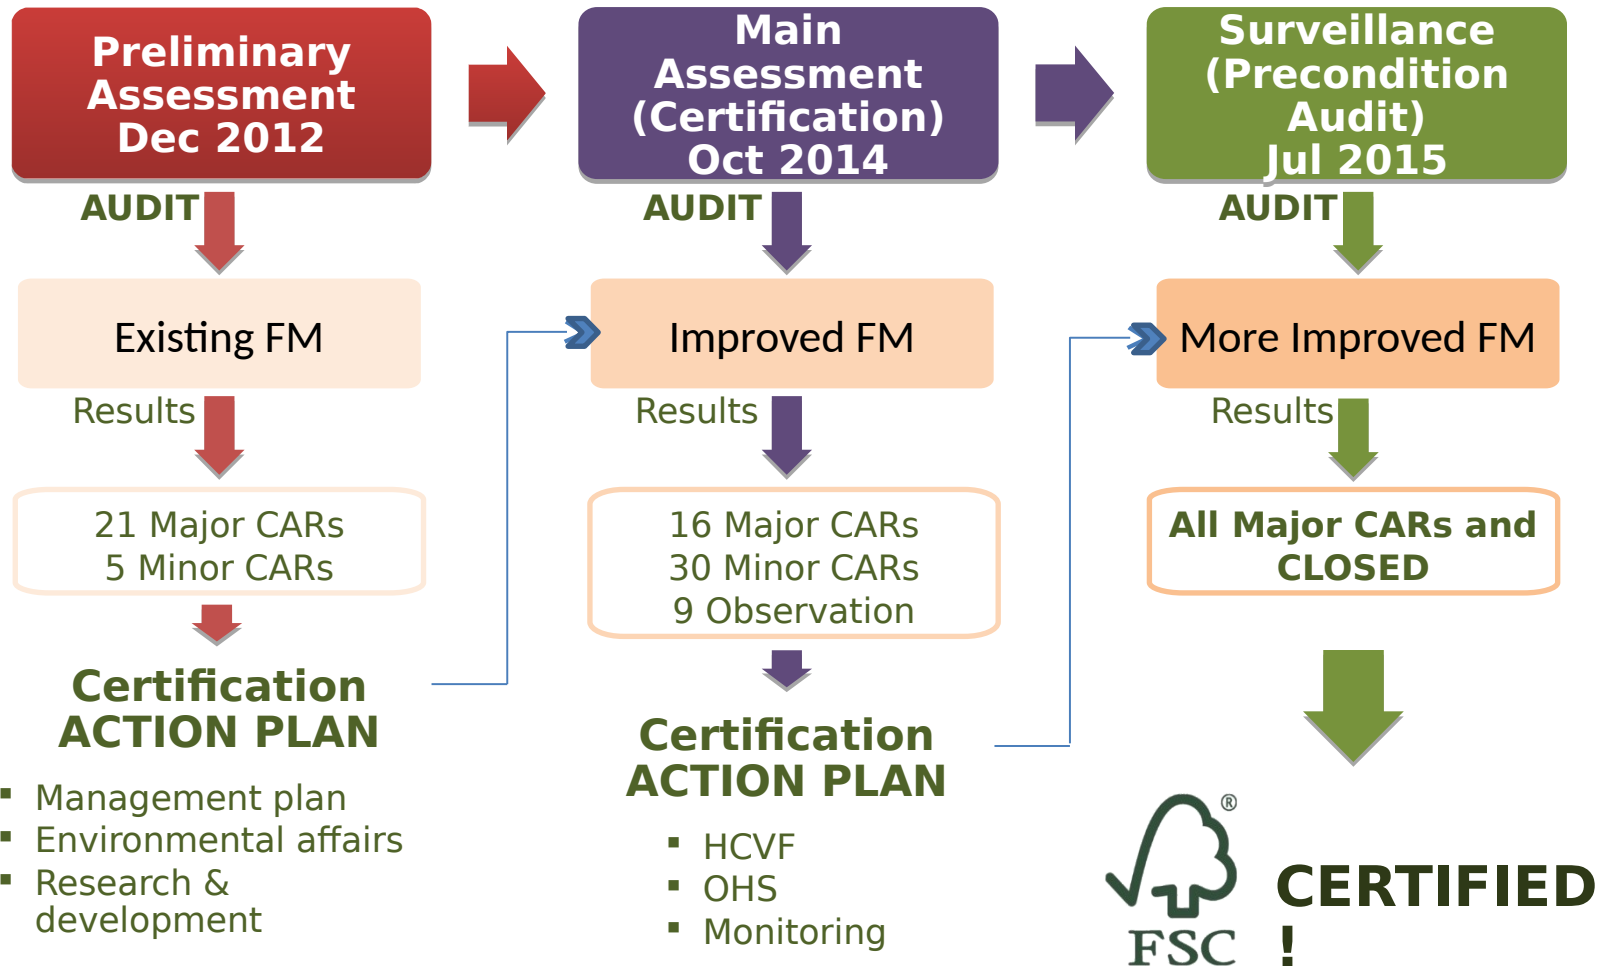 Preliminary
Assessment
Dec 2012
AUDIT
Existing FM
Results
21 Major CARs
5 Minor CARs
Certification
ACTION PLAN
▪ Management plan
▪ Environmental affairs
▪ Research &
development
Main
Assessment
(Certification)
Oct 2014
AUDIT
Improved FM
Results
16 Major CARs
30 Minor CARs
9 Observation
Certification
ACTION PLAN
▪ HCVF
▪ OHS
▪ Monitoring
Surveillance
(Precondition
Audit)
Jul 2015
AUDIT
More Improved FM
Results
All Major CARs and
CLOSED
®
FSC
CERTIFIED
!